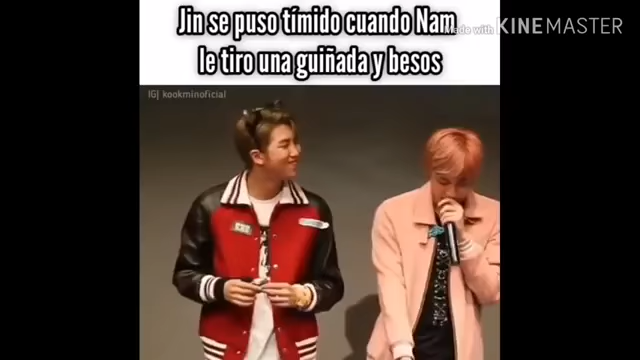 Jin se puso tímido cuando Nam
le tiro una guiñada y besos
Made with KINEMASTER
IG| kookminoficial